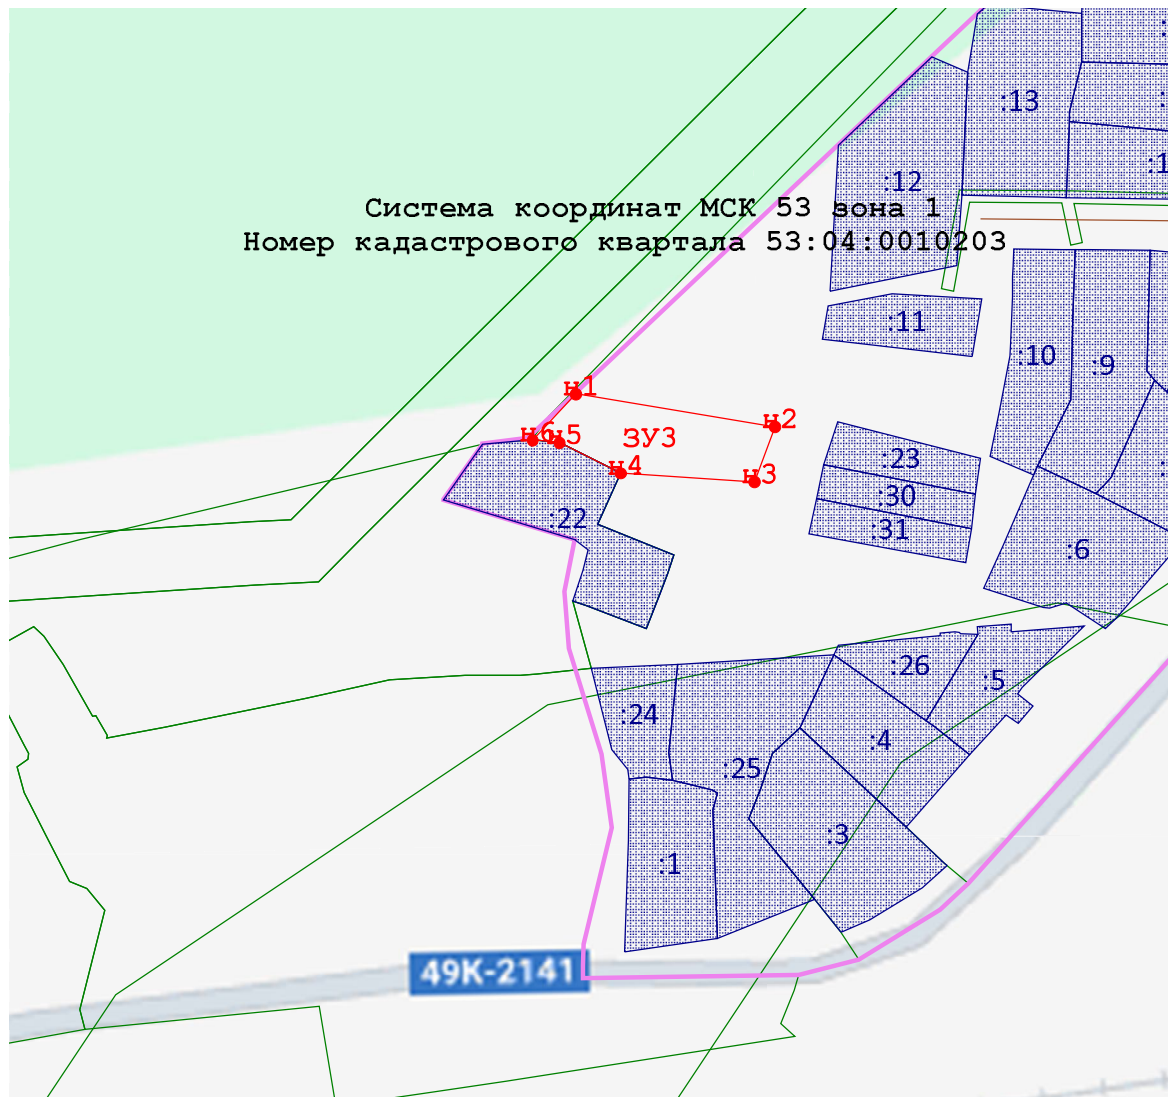 :13
:12
Система координат МСК 53 зона 1
Номер кадастрового квартала 53:04:0010203
:11
:10
:9
н1
н2
н6
н5
ЗУ3
н4
н3
:23
:30
:31
:22
:6
:26
:5
:24
:4
:25
:3
:1
49К-2141